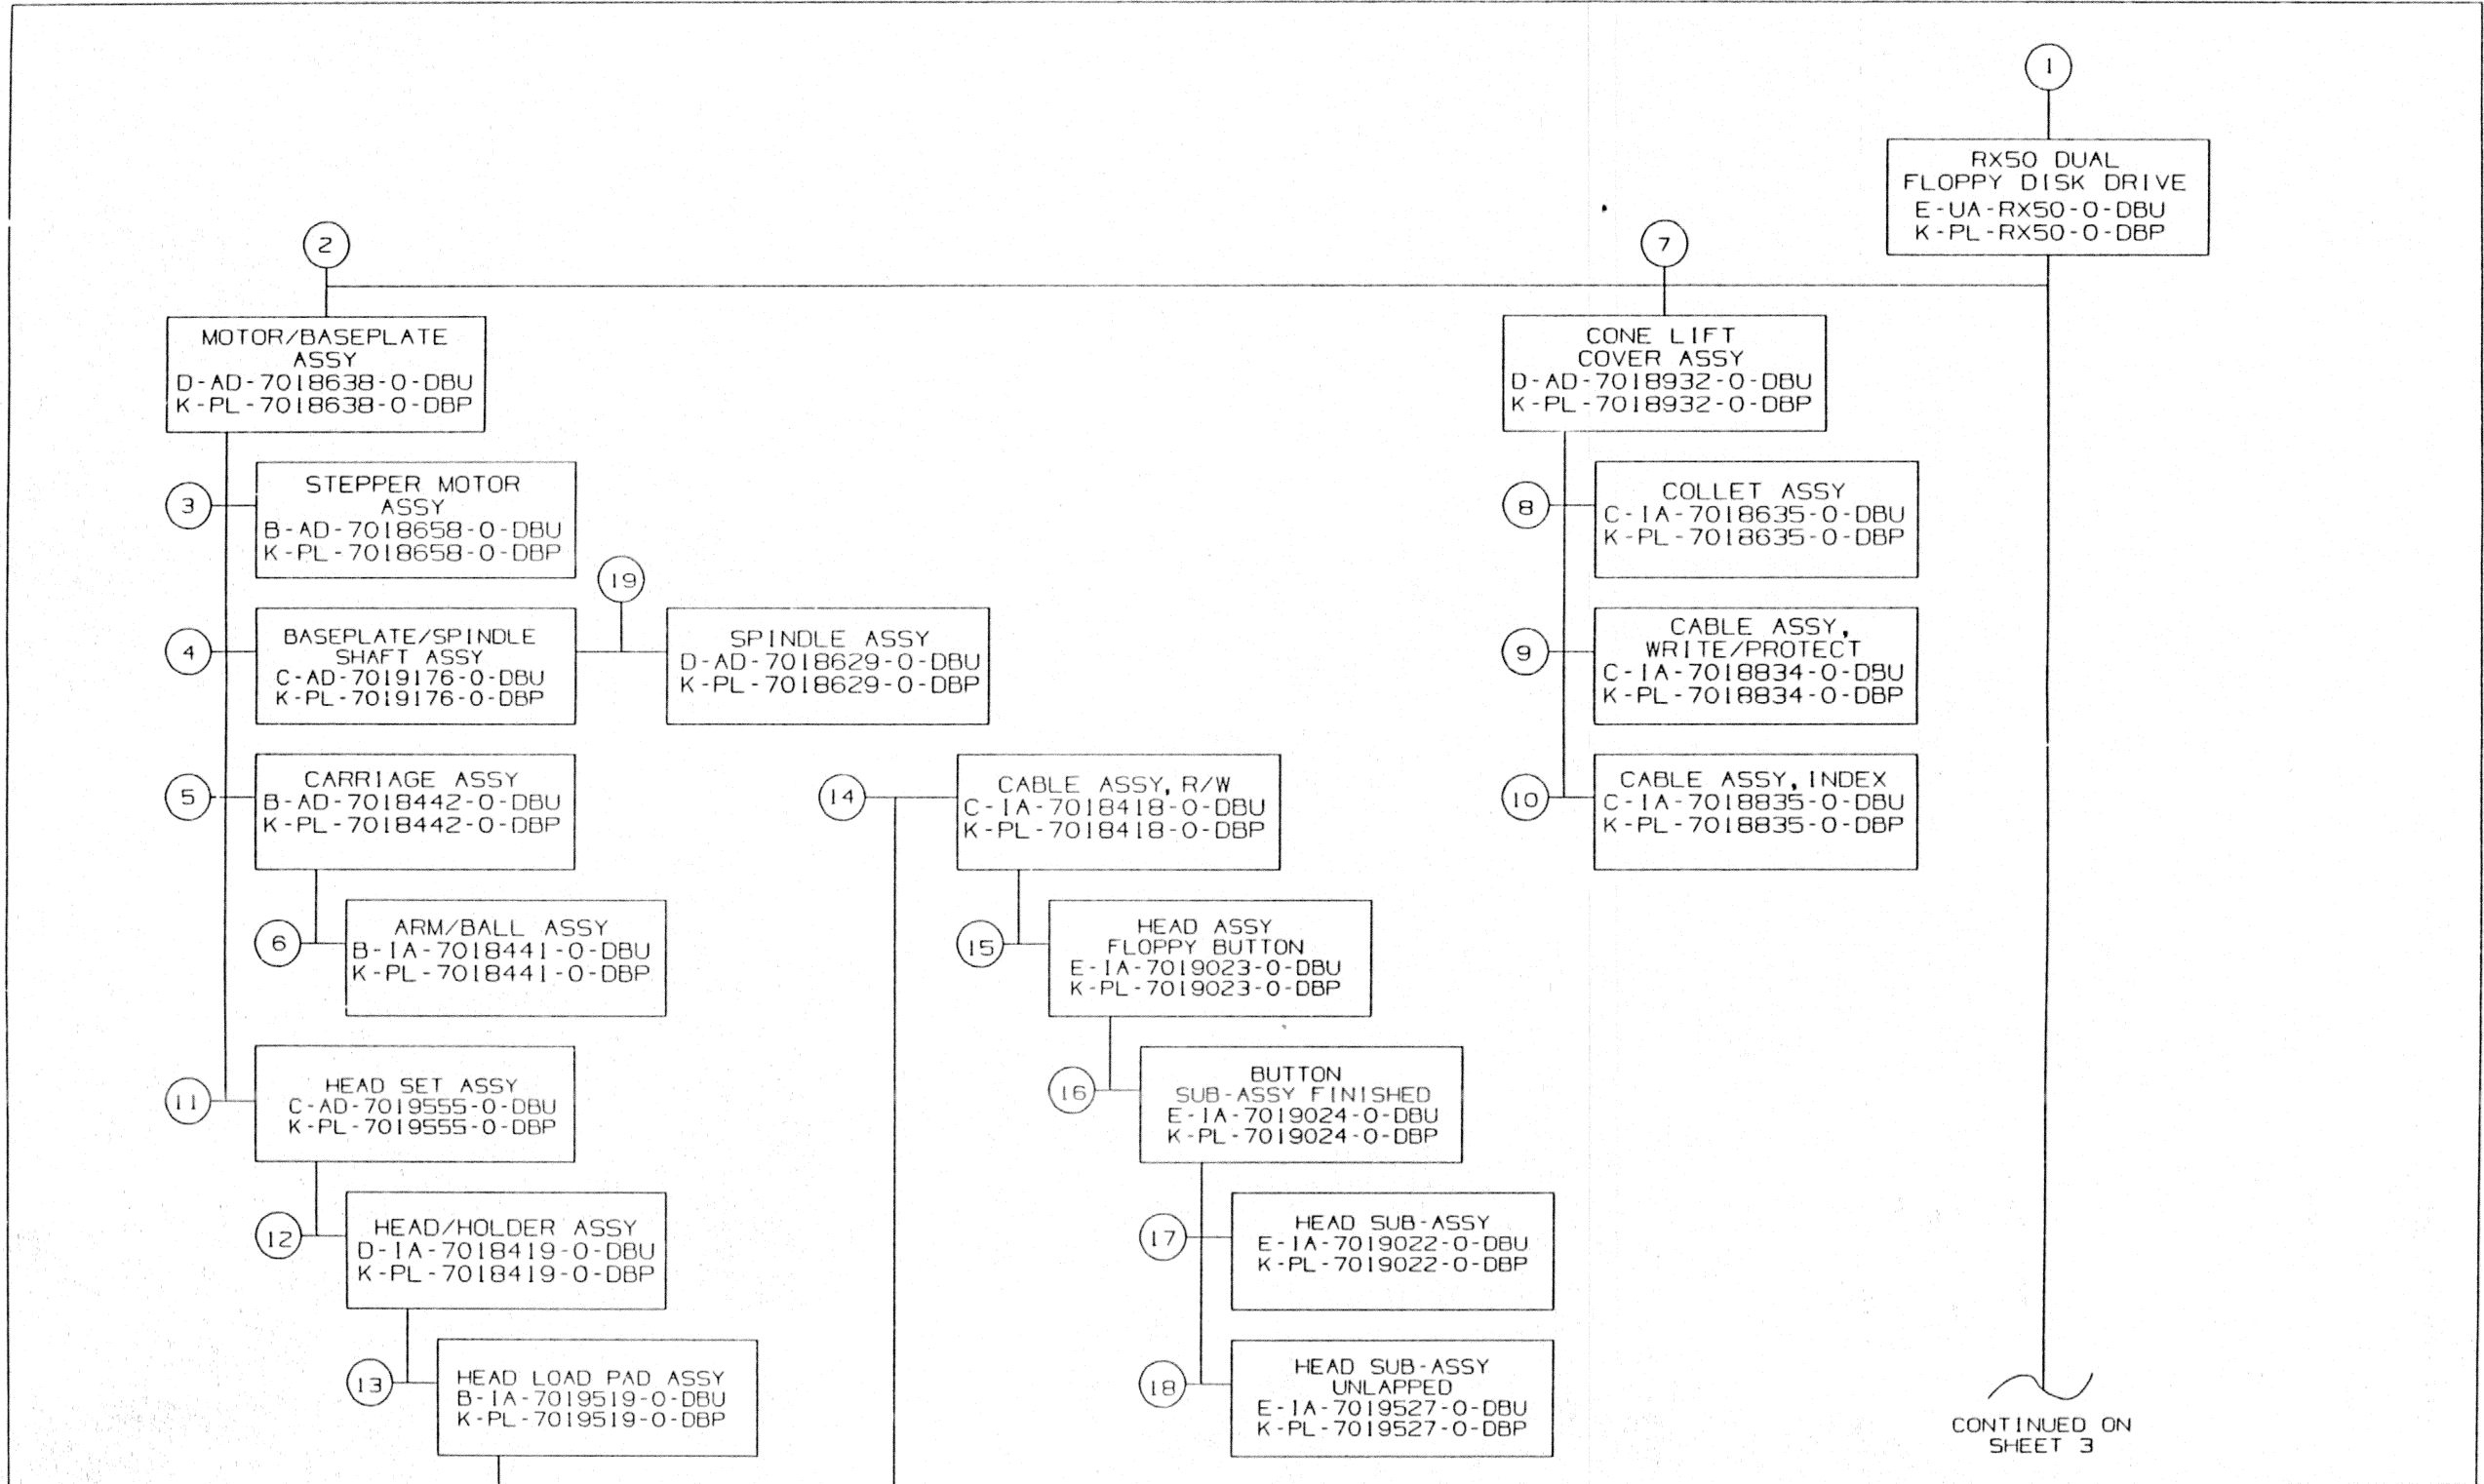 1
RX50 DUAL
FLOPPY DISK DRIVE
E-UA-RX50-0-DBU
K-PL-RX50-0-DBP
2
MOTOR/BASEPLATE
ASSY
D-AD-7018638-0-DBU
K-PL-7018638-0-DBP
3
STEPPER MOTOR
ASSY
B-AD-7018658-0-DBU
K-PL-7018658-0-DBP
4
BASEPLATE/SPINDLE
SHAFT ASSY
C-AD-7019176-0-DBU
K-PL-7019176-0-DBP
19
SPINDLE ASSY
D-AD-7018629-0-DBU
K-PL-7018629-0-DBP
5
CARRIAGE ASSY
B-AD-7018442-0-DBU
K-PL-7018442-0-DBP
6
ARM/BALL ASSY
B-IA-7018441-0-DBU
K-PL-7018441-0-DBP
11
HEAD SET ASSY
C-AD-7019555-0-DBU
K-PL-7019555-0-DBP
12
HEAD/HOLDER ASSY
D-IA-7018419-0-DBU
K-PL-7018419-0-DBP
13
HEAD LOAD PAD ASSY
B-IA-7019519-0-DBU
K-PL-7019519-0-DBP
14
CABLE ASSY, R/W
C-IA-7018418-0-DBU
K-PL-7018418-0-DBP
15
HEAD ASSY
FLOPPY BUTTON
E-IA-7019023-0-DBU
K-PL-7019023-0-DBP
16
BUTTON
SUB-ASSY FINISHED
E-IA-7019024-0-DBU
K-PL-7019024-0-DBP
17
HEAD SUB-ASSY
E-IA-7019022-0-DBU
K-PL-7019022-0-DBP
18
HEAD SUB-ASSY
UNLAPPED
E-IA-7019527-0-DBU
K-PL-7019527-0-DBP
7
CONE LIFT
COVER ASSY
D-AD-7018932-0-DBU
K-PL-7018932-0-DBP
8
COLLET ASSY
C-IA-7018635-0-DBU
K-PL-7018635-0-DBP
9
CABLE ASSY,
WRITE/PROTECT
C-IA-7018834-0-DBU
K-PL-7018834-0-DBP
10
CABLE ASSY, INDEX
C-IA-7018835-0-DBU
K-PL-7018835-0-DBP
CONTINUED ON
SHEET 3